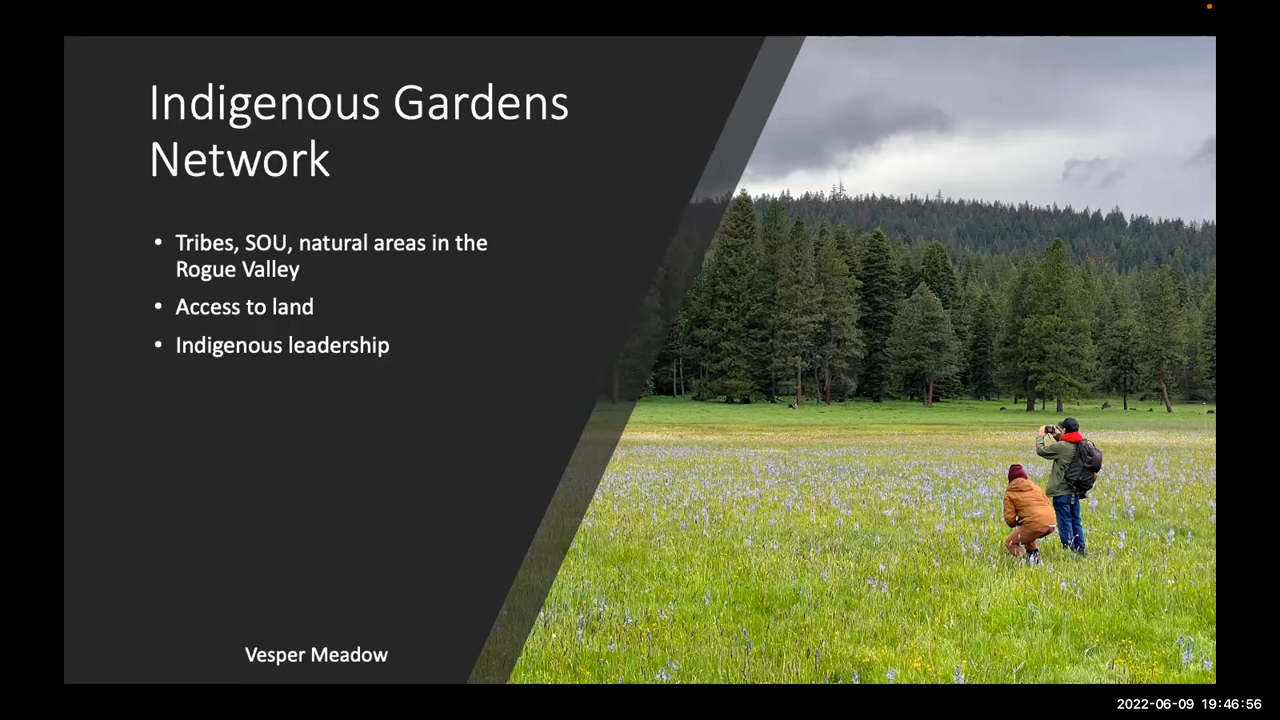 Indigenous Gardens
Network
• Tribes, SOU, natural areas in the
Rogue Valley
• Access to land
• Indigenous leadership
Vesper Meadow
2022-06-09 19:46:56